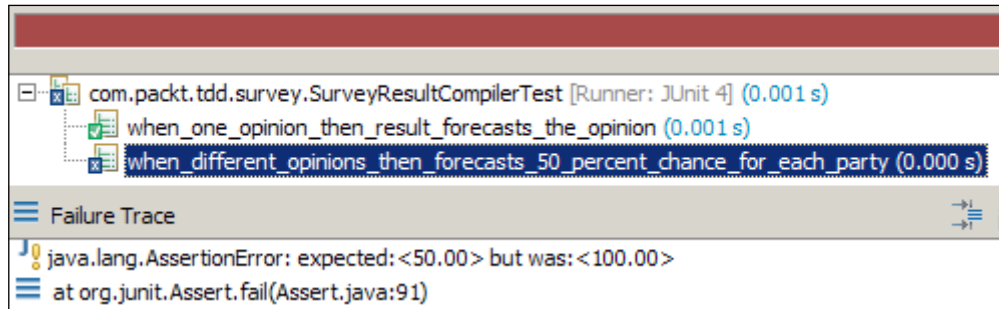 com.packt.tdd.survey.SurveyResultCompilerTest [Runner: JUnit 4] (0.001 s)
when_one_opinion_then_result_forecasts_the_opinion (0.001 s)
when_different_opinions_then_forecasts_50_percent_chance_for_each_party (0.000 s)
Failure Trace
java.lang.AssertionError: expected:<50.00> but was:<100.00>
at org.junit.Assert.fail(Assert.java:91)